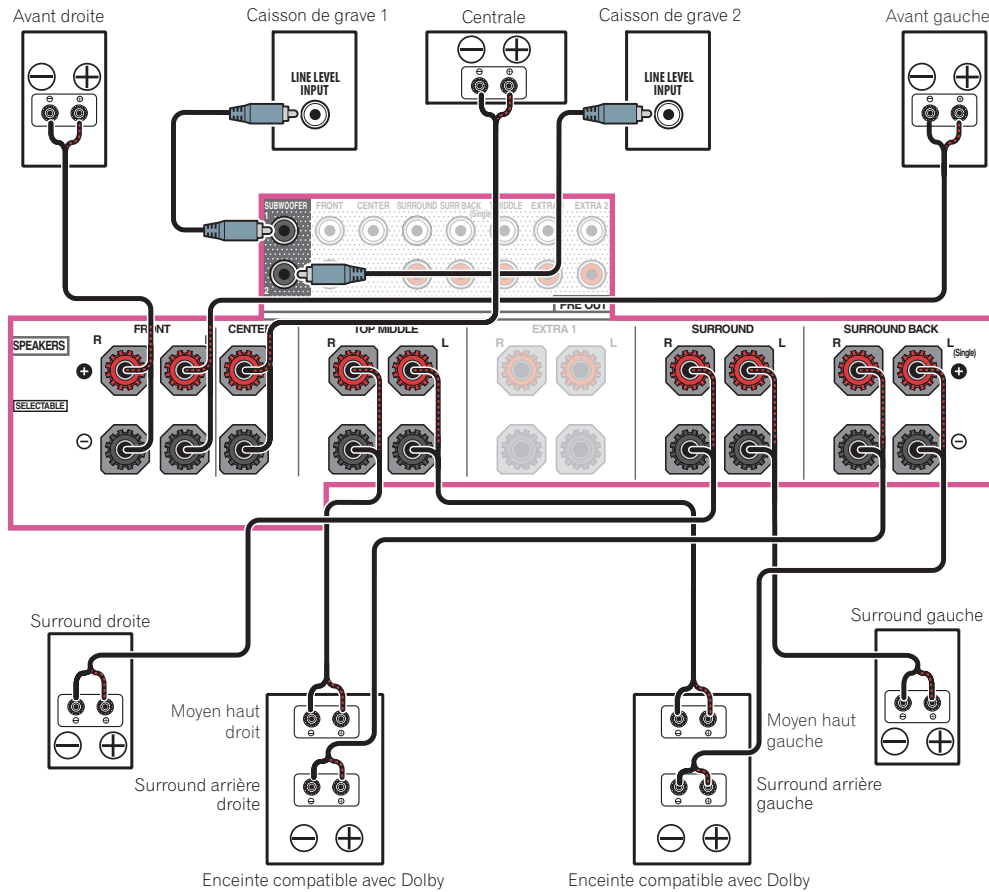 Avant droite
Caisson de grave 1
Centrale
Caisson de grave 2
Avant gauche
LINE LEVEL
INPUT
LINE LEVEL
INPUT
SUBWOOFER
FRONT
CENTER
SURROUND
SURR BACK
(Single)
EXTRA 2
1
2
PRE OUT
SPEAKERS
FRONT
CENTER
TOP MIDDLE
EXTRA 1
SURROUND
SURROUND BACK
R
R
L
R
L
R
L
R
L
(Single)
SELECTABLE
Surround droite
Surround gauche
Moyen haut
droit
Moyen haut
gauche
Surround arrière
droite
Surround arrière
gauche
Enceinte compatible avec Dolby
Enceinte compatible avec Dolby